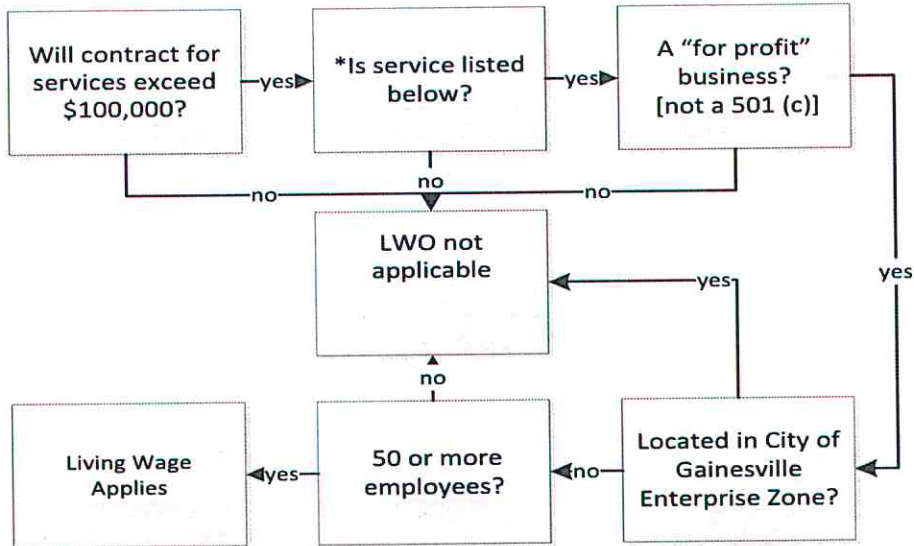 Will contract for
services exceed
$100,000?
yes
*Is service listed
below?
yes
A “for profit”
business?
[not a 501 (c)]
no
no
no
yes
LWO not
applicable
yes
no
Living Wage
Applies
yes
50 or more
employees?
no
Located in City of
Gainesville
Enterprise Zone?